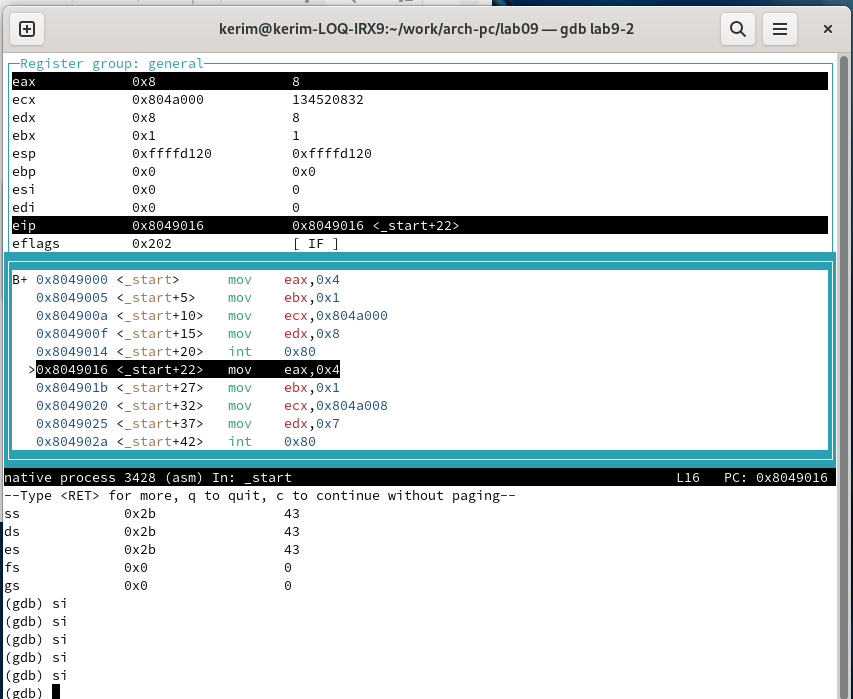 kerim@kerim-LOQ-IRX9:~/work/arch-pc/lab09 — gdb lab9-2
Register group: general
eax 0x8 8
ecx 0x804a000 134520832
edx 0x8 8
ebx 0x1 1
esp 0xffffd120 0xffffd120
ebp 0x0 0x0
esi 0x0 0
edi 0x0 0
eip 0x8049016 0x8049016 <_start+22>
eflags 0x202 [ IF ]
B+ 0x8049000 <_start> mov eax,0x4
0x8049005 <_start+5> mov ebx,0x1
0x804900a <_start+10> mov ecx,0x804a000
0x804900f <_start+15> mov edx,0x8
0x8049014 <_start+20> int 0x80
>0x8049016 <_start+22> mov eax,0x4
0x804901b <_start+27> mov ebx,0x1
0x8049020 <_start+32> mov ecx,0x804a008
0x8049025 <_start+37> mov edx,0x7
0x804902a <_start+42> int 0x80
native process 3428 (asm) In: _start L16 PC: 0x8049016
--Type <RET> for more, q to quit, c to continue without paging--
ss 0x2b 43
ds 0x2b 43
es 0x2b 43
fs 0x0 0
gs 0x0 0
(gdb) si
(gdb) si
(gdb) si
(gdb) si
(gdb) si
(gdb)